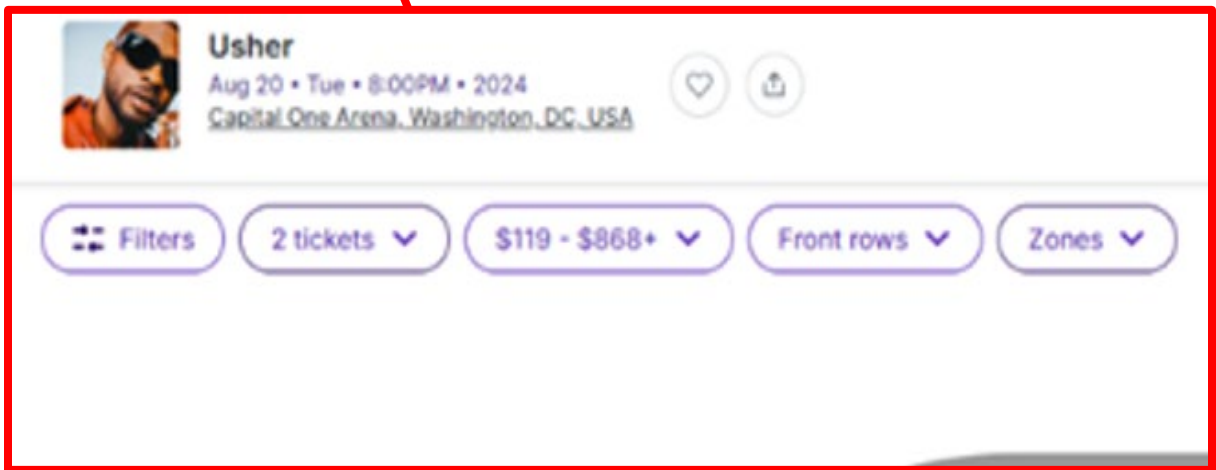 Usher
Aug 20 • Tue • 8:00PM • 2024
Capital One Arena, Washington, DC, USA
Filters 2 tickets $119 - $868+ Front rows Zones